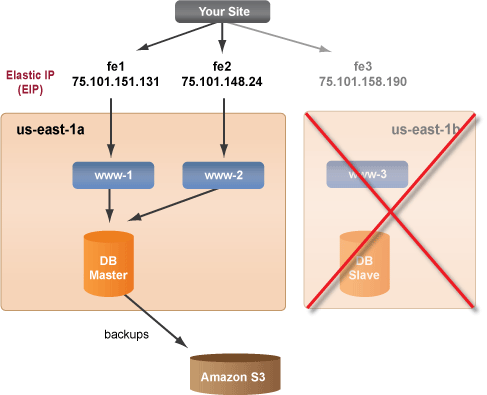 Your Site
fe1
75.101.151.131
fe2
75.101.148.24
fe3
75.101.158.190
Elastic IP
(EIP)
us-east-1a
us-east-1b
www-1
www-2
www-3
DB
Master
DB
Slave
backups
Amazon S3